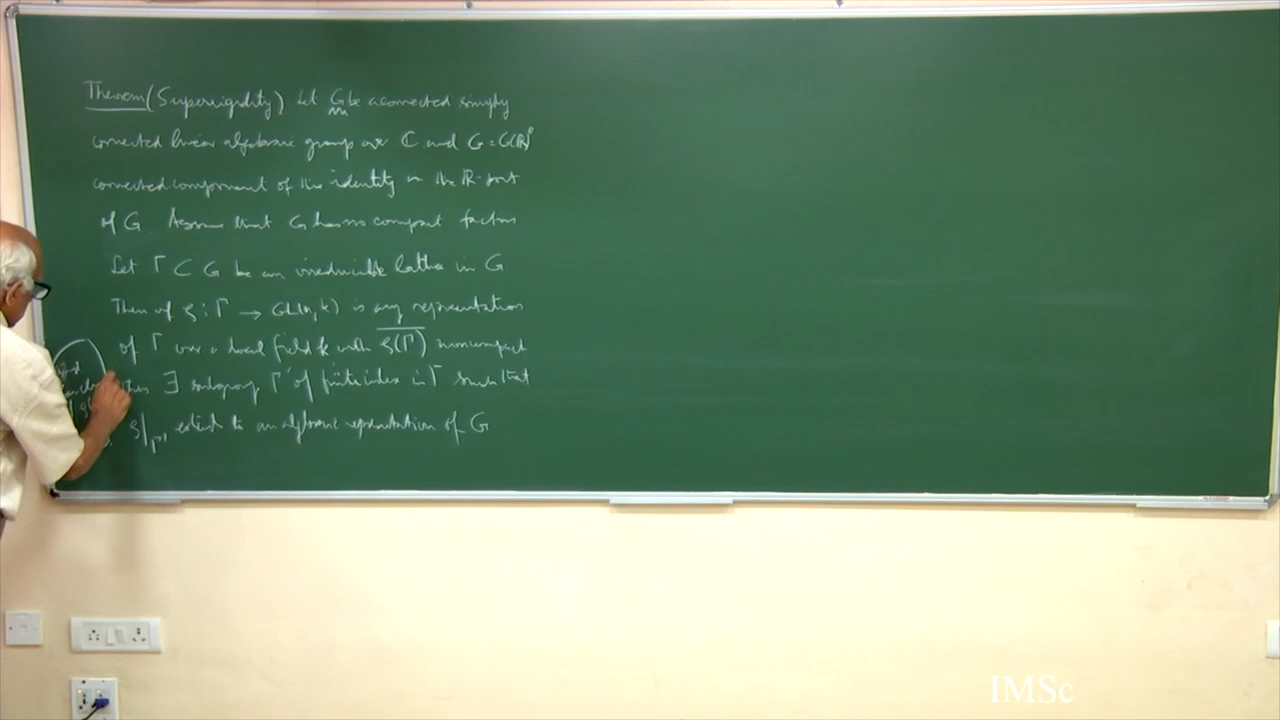 Theorem (Superrigidity) Let G be a connected simply
connected linear algebraic group over ℂ and G = G(ℝ)⁰
connected component of the identity in the ℝ-part
of G. Assume that G has no compact factors
Let Γ ⊂ G be an irreducible lattice in G
Then if ρ : Γ → GL(n, k) is any representation
of Γ over a local field k with \overline{ρ(Γ)} noncompact
then ∃ subgroup Γ' of finite index in Γ such that
ρ|_{Γ'} extends to an algebraic representation of G
IMSc